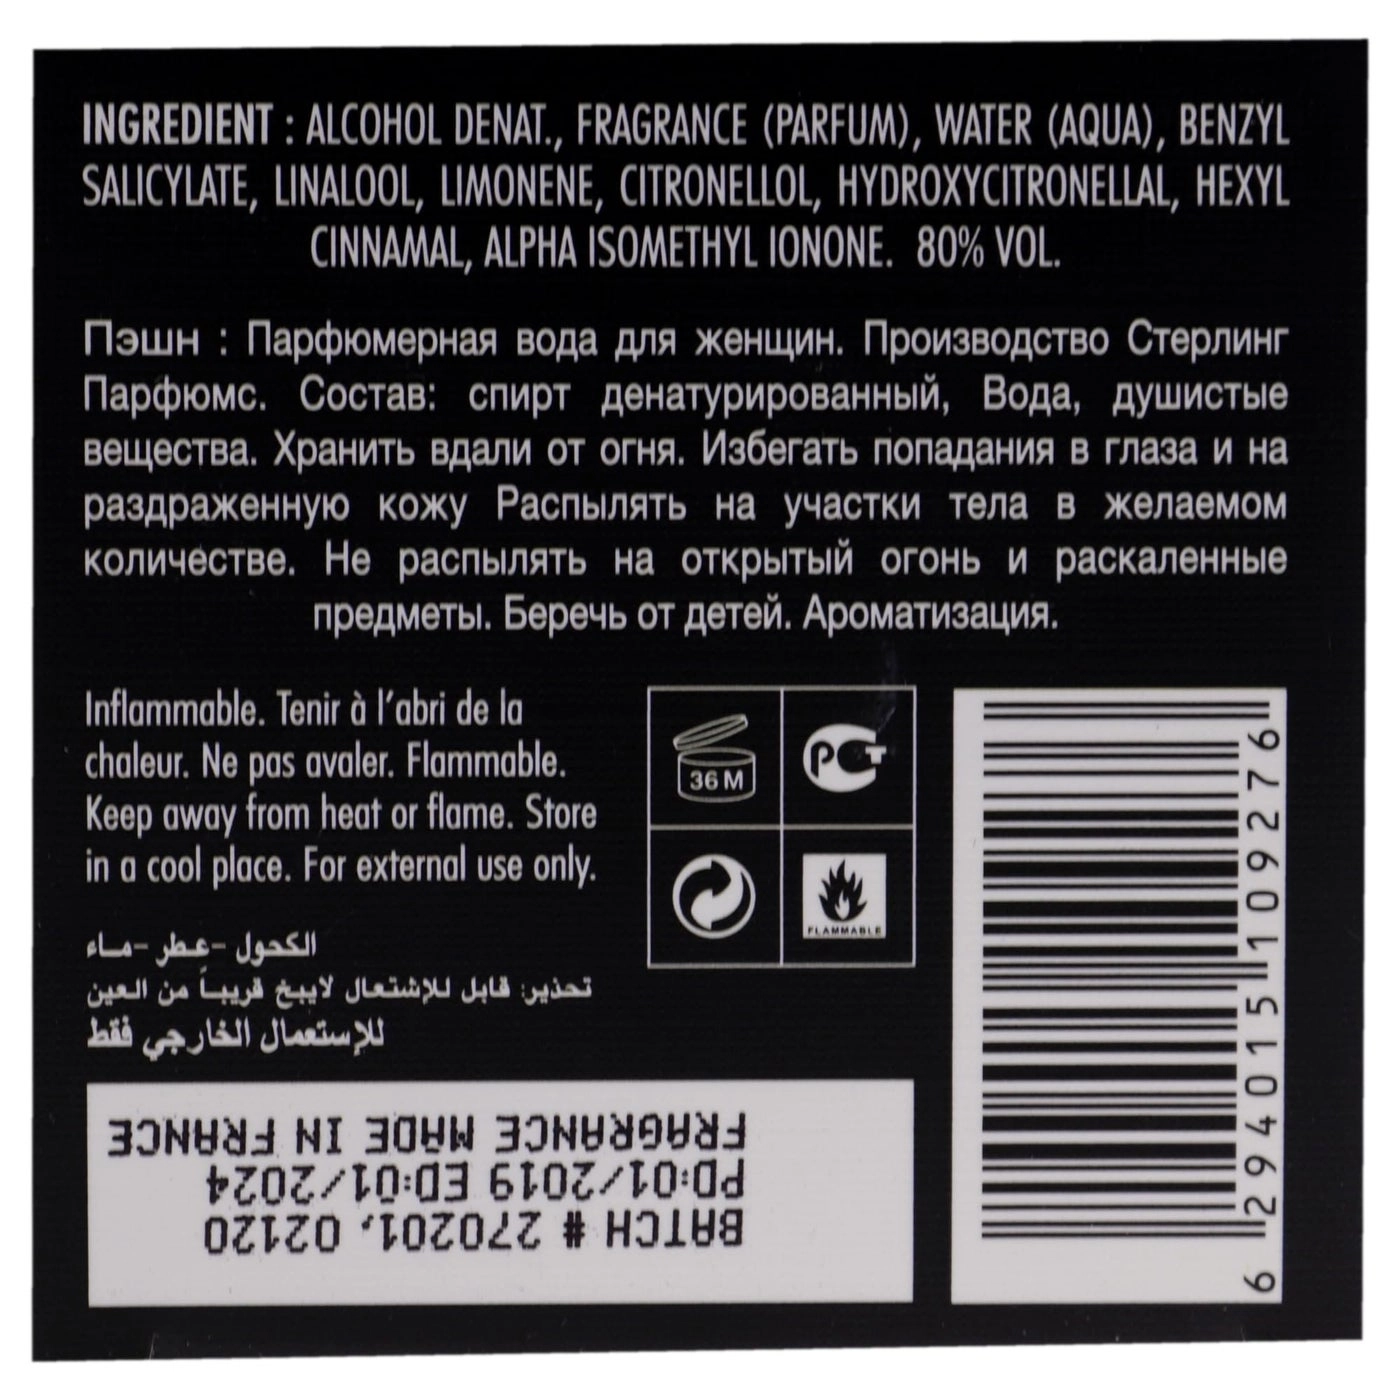 INGREDIENT : ALCOHOL DENAT., FRAGRANCE (PARFUM), WATER (AQUA), BENZYL
SALICYLATE, LINALOOL, LIMONENE, CITRONELLOL, HYDROXYCITRONELLAL, HEXYL
CINNAMAL, ALPHA ISOMETHYL IONONE. 80% VOL.
Пэшн : Парфюмерная вода для женщин. Производство Стерлинг
Парфюмс. Состав: спирт денатурированный, Вода, душистые
вещества. Хранить вдали от огня. Избегать попадания в глаза и на
раздраженную кожу Распылять на участки тела в желаемом
количестве. Не распылять на открытый огонь и раскаленные
предметы. Беречь от детей. Ароматизация.
Inflammable. Tenir à l'abri de la
chaleur. Ne pas avaler. Flammable.
Keep away from heat or flame. Store
in a cool place. For external use only.
36 M
РСТ
FLAMMABLE
الكحول -عطر -ماء
تحذير: قابل للإشتعال لايبخ قريباً من العين
للإستعمال الخارجي فقط
BATCH # 270201, 02120
PD:01/2019 ED:01/2024
FRAGRANCE MADE IN FRANCE
6 294015 109276